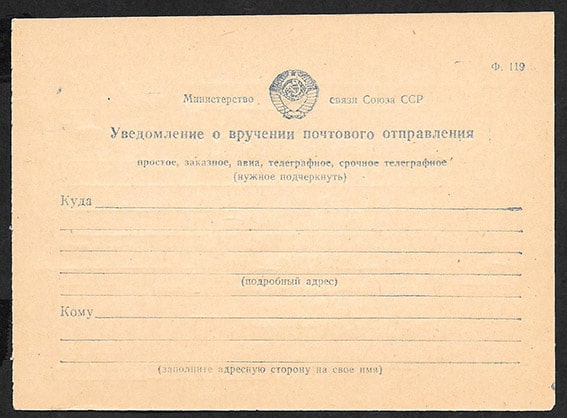 Ф. 119
Министерство связи Союза ССР
Уведомление о вручении почтового отправления
простое, заказное, авиа, телеграфное, срочное телеграфное
(нужное подчеркнуть)
Куда
(подробный адрес)
Кому
(заполните адресную сторону на свое имя)